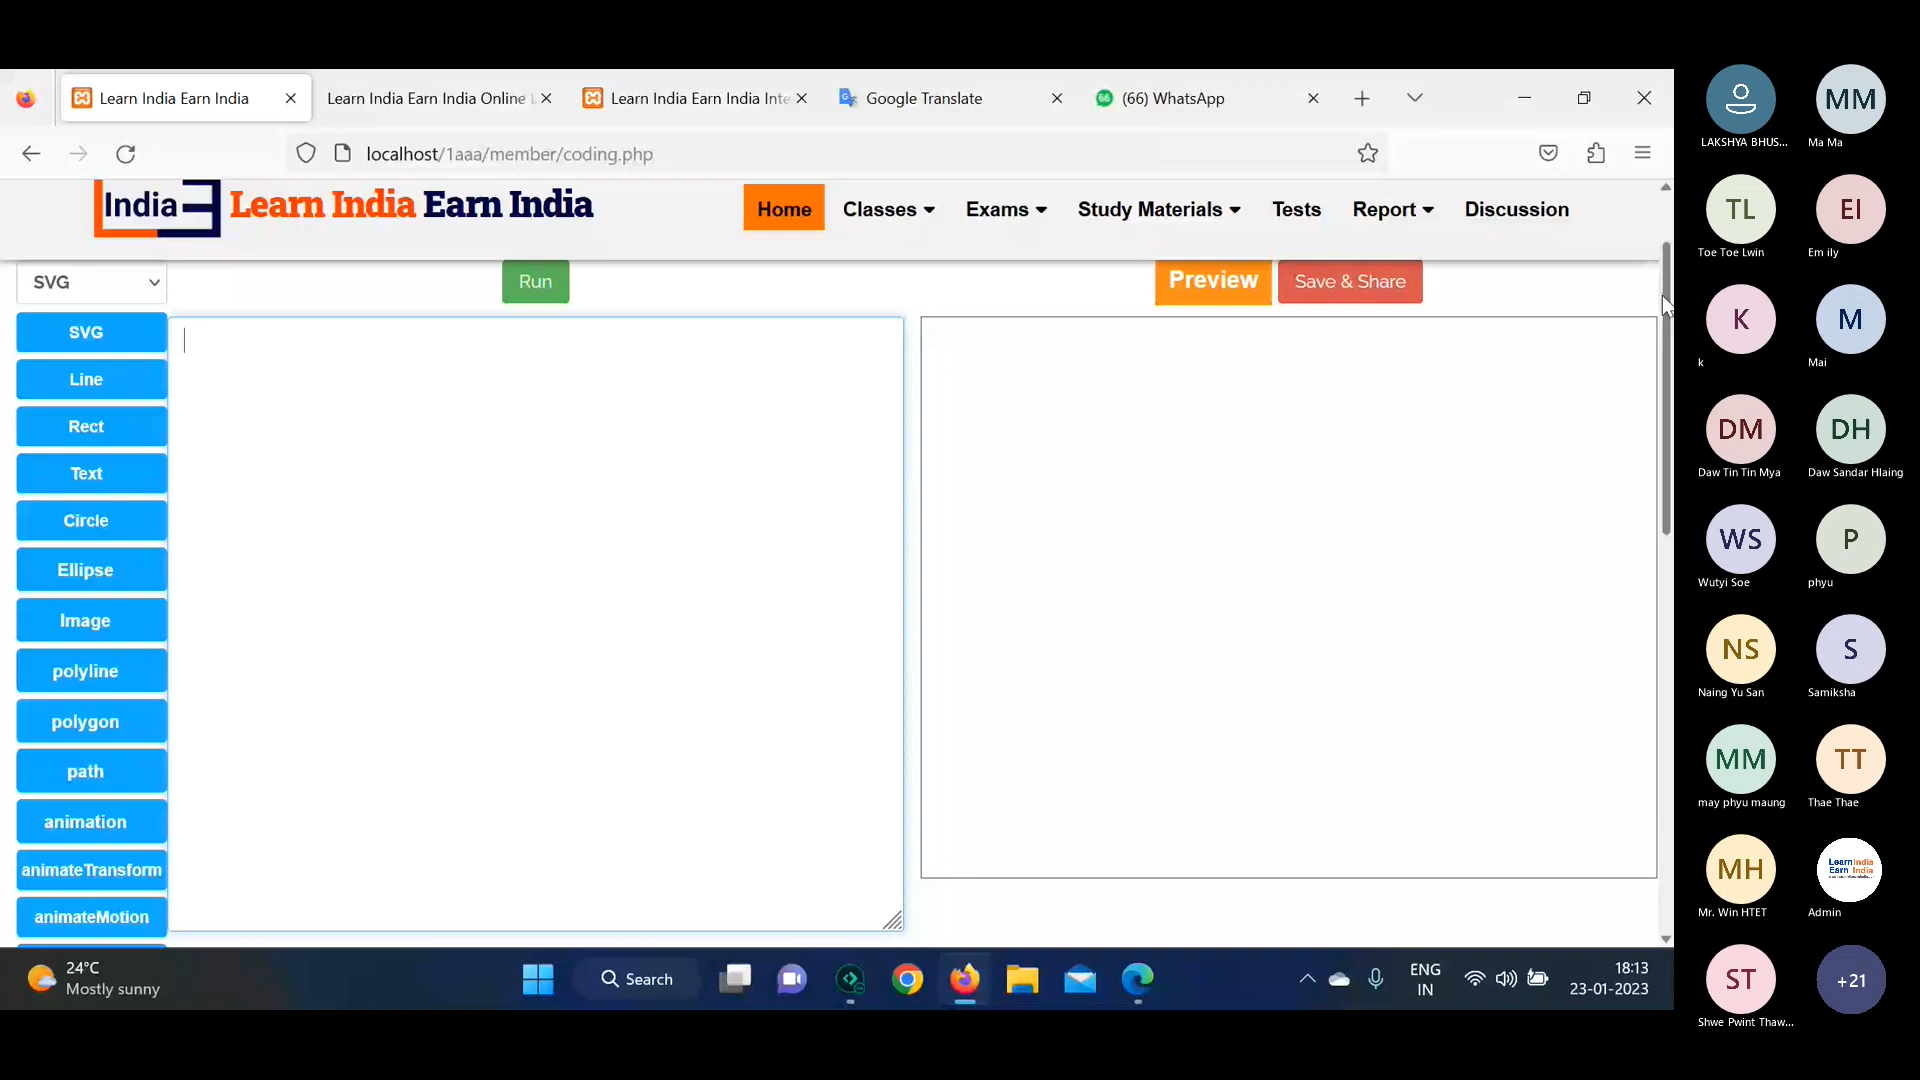 Learn India Earn India
Learn India Earn India Online
Learn India Earn India Inte
Google Translate
66
(66) WhatsApp
localhost/1aaa/member/coding.php
India
Learn India Earn India
Home
Classes
Exams
Study Materials
Tests
Report
Discussion
SVG
Run
Preview
Save & Share
SVG
Line
Rect
Text
Circle
Ellipse
Image
polyline
polygon
path
animation
animateTransform
animateMotion
24°C
Mostly sunny
Search
ENG
IN
18:13
23-01-2023
LAKSHYA BHUS...
MM
Ma Ma
TL
Toe Toe Lwin
EI
Em ily
K
k
M
Mai
DM
Daw Tin Tin Mya
DH
Daw Sandar Hlaing
WS
Wutyi Soe
P
phyu
NS
Naing Yu San
S
Samiksha
MM
may phyu maung
TT
Thae Thae
MH
Mr. Win HTET
Learn India
Earn India
Admin
ST
Shwe Pwint Thaw...
+21